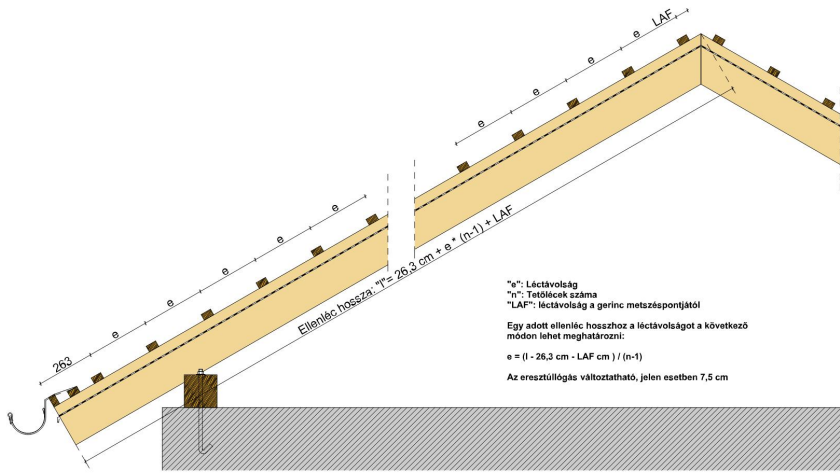 LAF
e
e
e
e
e
e
e
263
Ellenléc hossza: "l"= 26,3 cm + e * (n-1) + LAF
"e": Léctávolság
"n": Tetőlécek száma
"LAF": léctávolság a gerinc metszéspontjától
Egy adott ellenléc hosszhoz a léctávolságot a következő
módon lehet meghatározni:
e = (l - 26,3 cm - LAF cm ) / (n-1)
Az eresztúllógás változtatható, jelen esetben 7,5 cm